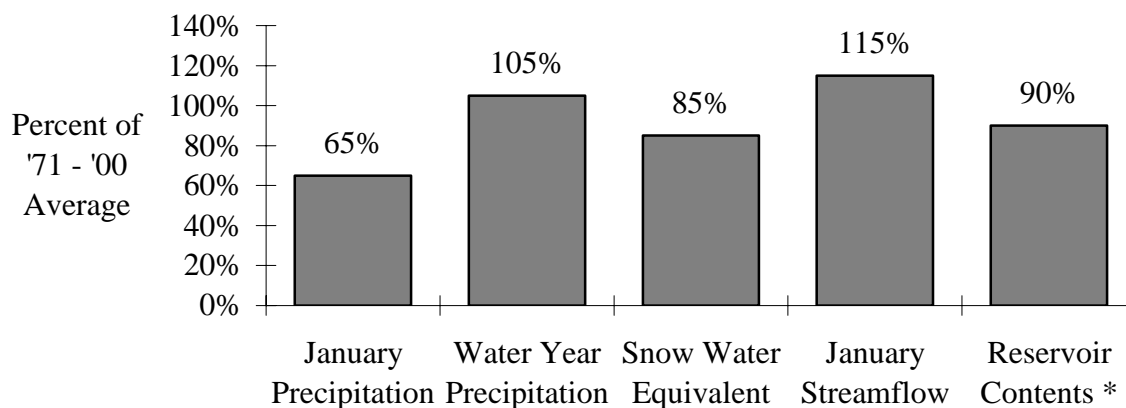 140%
120%
100%
80%
60%
40%
20%
0%
Percent of
'71 - '00
Average
65%
105%
85%
115%
90%
January
Precipitation
Water Year
Precipitation
Snow Water
Equivalent
January
Streamflow
Reservoir
Contents *